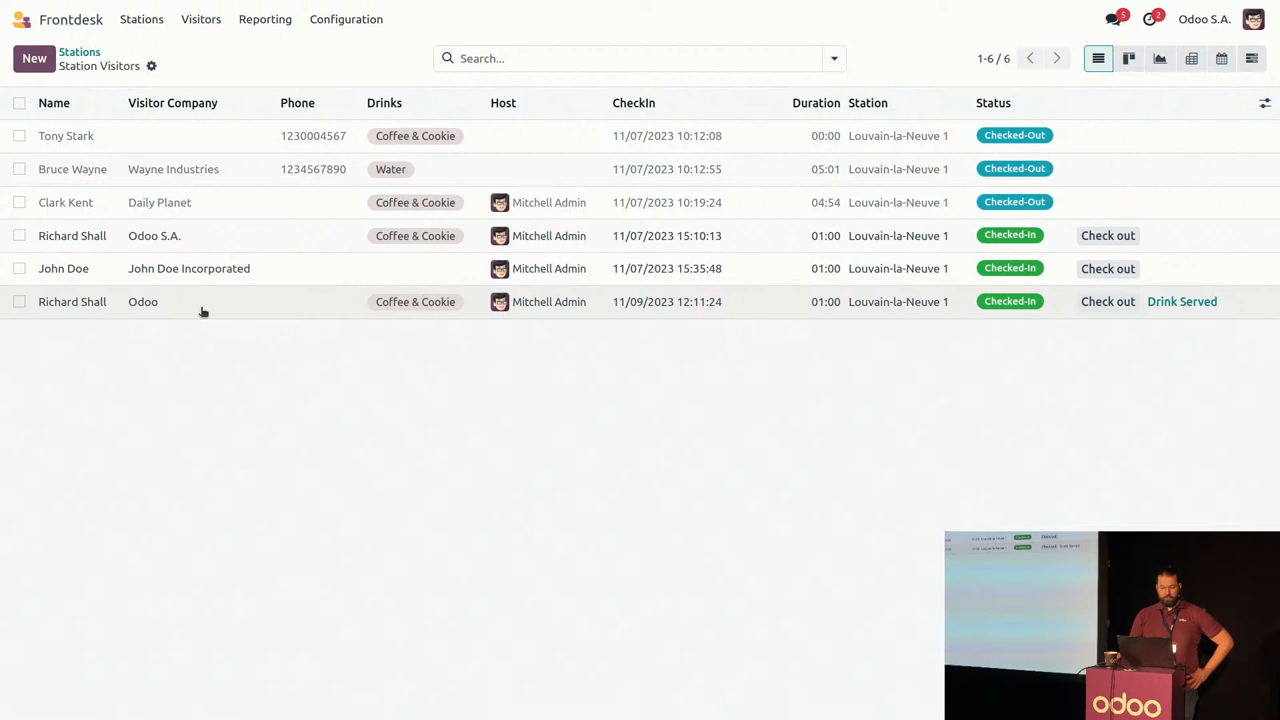 Frontdesk Stations Visitors Reporting Configuration 5 2 Odoo S.A.
New Stations
Station Visitors
Search... 1-6 / 6
Name Visitor Company Phone Drinks Host CheckIn Duration Station Status
Tony Stark 1230004567 Coffee & Cookie 11/07/2023 10:12:08 00:00 Louvain-la-Neuve 1 Checked-Out
Bruce Wayne Wayne Industries 1234567890 Water 11/07/2023 10:12:55 05:01 Louvain-la-Neuve 1 Checked-Out
Clark Kent Daily Planet Coffee & Cookie Mitchell Admin 11/07/2023 10:19:24 04:54 Louvain-la-Neuve 1 Checked-Out
Richard Shall Odoo S.A. Coffee & Cookie Mitchell Admin 11/07/2023 15:10:13 01:00 Louvain-la-Neuve 1 Checked-In Check out
John Doe John Doe Incorporated Mitchell Admin 11/07/2023 15:35:48 01:00 Louvain-la-Neuve 1 Checked-In Check out
Richard Shall Odoo Coffee & Cookie Mitchell Admin 11/09/2023 12:11:24 01:00 Louvain-la-Neuve 1 Checked-In Check out Drink Served
odoo